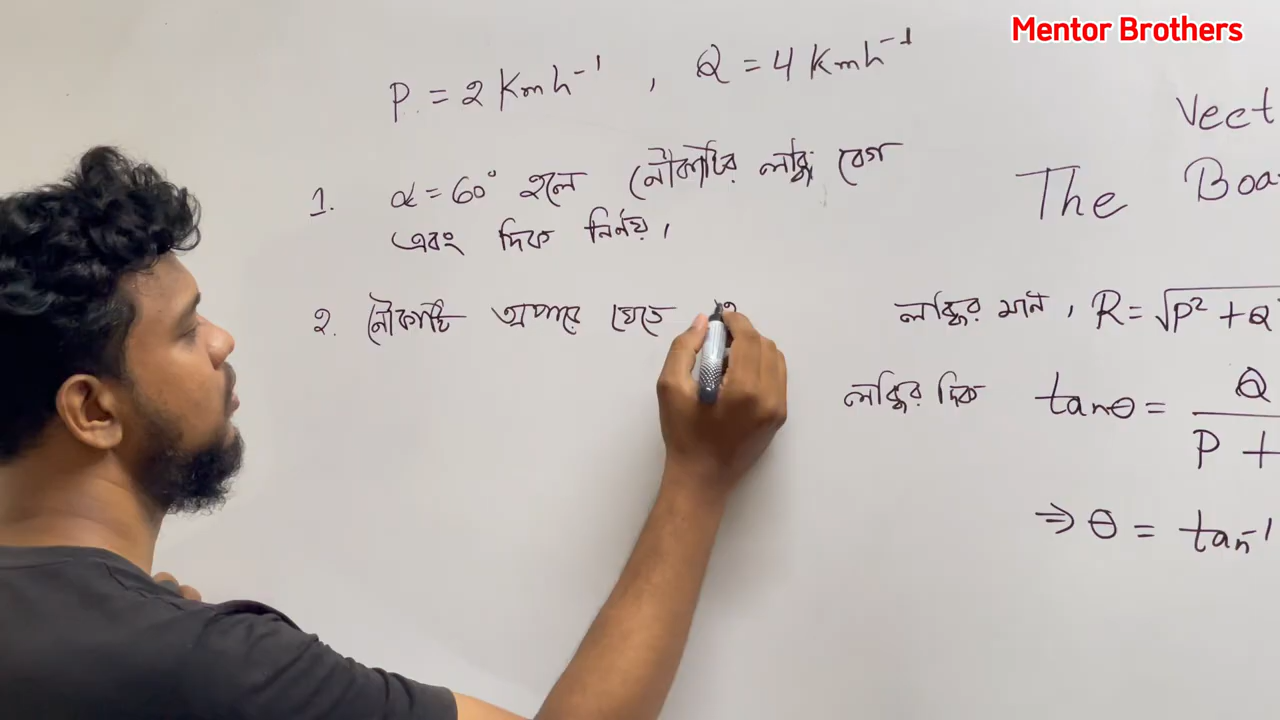 Mentor Brothers
P = 2 Kmh⁻¹ , Q = 4 Kmh⁻¹
1. α = 60° হলে নৌকাটির লব্ধি বেগ
এবং দিক নির্ণয়।
২. নৌকাটি অপারে যেতে
Vect
The Boa
লব্ধির মান , R = √P² + Q
লব্ধির দিক tanθ = Q / P +
⇒ θ = tan⁻¹